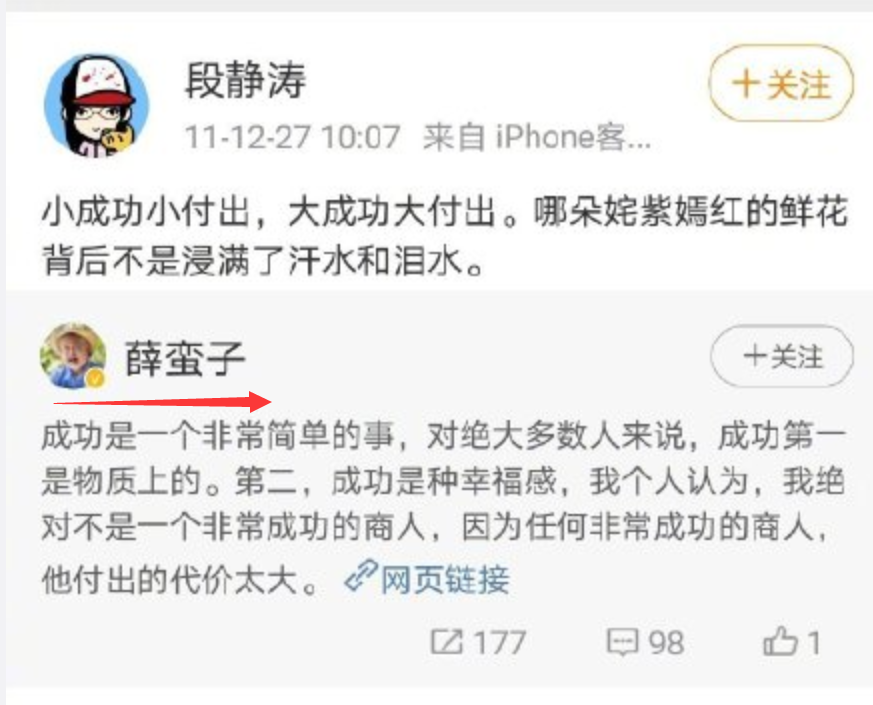 段静涛
+关注
11-12-27 10:07 来自 iPhone客...
小成功小付出，大成功大付出。哪朵姹紫嫣红的鲜花
背后不是浸满了汗水和泪水。
薛蛮子
+关注
成功是一个非常简单的事，对绝大多数人来说，成功第一
是物质上的。第二，成功是种幸福感，我个人认为，我绝
对不是一个非常成功的商人，因为任何非常成功的商人，
他付出的代价太大。 网页链接
177 98 1